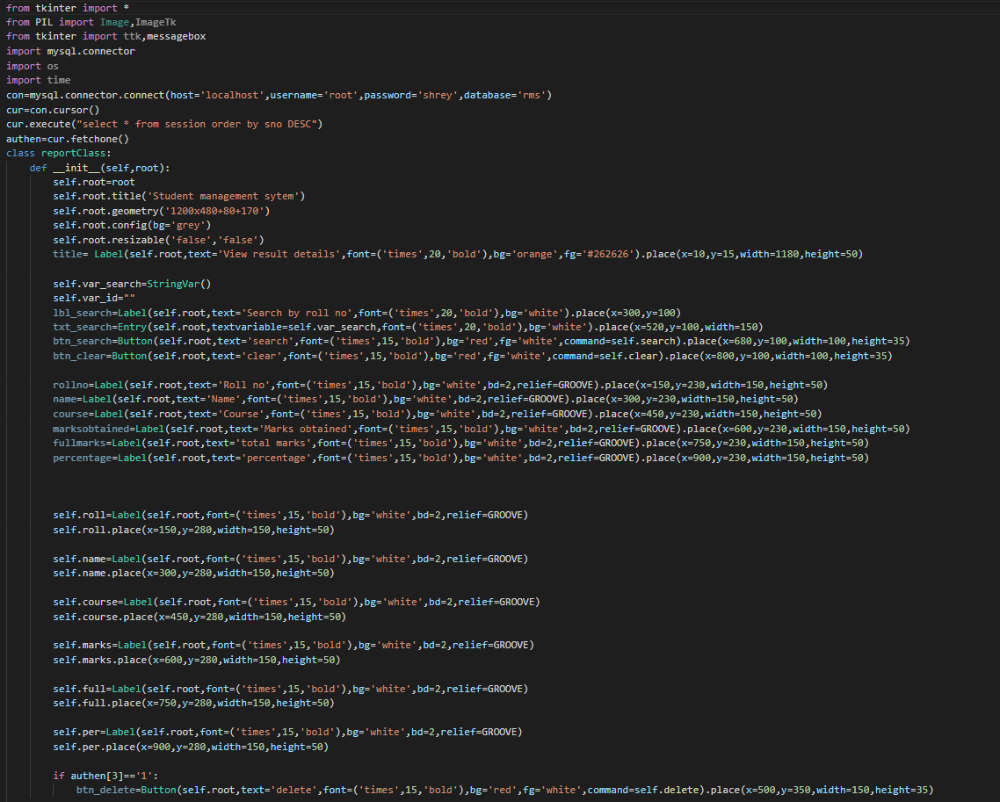 from tkinter import *
from PIL import Image,ImageTk
from tkinter import ttk,messagebox
import mysql.connector
import os
import time
con=mysql.connector.connect(host='localhost',username='root',password='shrey',database='rms')
cur=con.cursor()
cur.execute("select * from session order by sno DESC")
authen=cur.fetchone()
class reportClass:
    def __init__(self,root):
        self.root=root
        self.root.title('Student management sytem')
        self.root.geometry('1200x480+80+170')
        self.root.config(bg='grey')
        self.root.resizable('false','false')
        title= Label(self.root,text='View result details',font=('times',20,'bold'),bg='orange',fg='#262626').place(x=10,y=15,width=1180,height=50)

        self.var_search=StringVar()
        self.var_id=""
        lbl_search=Label(self.root,text='Search by roll no',font=('times',20,'bold'),bg='white').place(x=300,y=100)
        txt_search=Entry(self.root,textvariable=self.var_search,font=('times',20,'bold'),bg='white').place(x=520,y=100,width=150)
        btn_search=Button(self.root,text='search',font=('times',15,'bold'),bg='red',fg='white',command=self.search).place(x=680,y=100,width=100,height=35)
        btn_clear=Button(self.root,text='clear',font=('times',15,'bold'),bg='red',fg='white',command=self.clear).place(x=800,y=100,width=100,height=35)

        rollno=Label(self.root,text='Roll no',font=('times',15,'bold'),bg='white',bd=2,relief=GROOVE).place(x=150,y=230,width=150,height=50)
        name=Label(self.root,text='Name',font=('times',15,'bold'),bg='white',bd=2,relief=GROOVE).place(x=300,y=230,width=150,height=50)
        course=Label(self.root,text='Course',font=('times',15,'bold'),bg='white',bd=2,relief=GROOVE).place(x=450,y=230,width=150,height=50)
        marksobtained=Label(self.root,text='Marks obtained',font=('times',15,'bold'),bg='white',bd=2,relief=GROOVE).place(x=600,y=230,width=150,height=50)
        fullmarks=Label(self.root,text='total marks',font=('times',15,'bold'),bg='white',bd=2,relief=GROOVE).place(x=750,y=230,width=150,height=50)
        percentage=Label(self.root,text='percentage',font=('times',15,'bold'),bg='white',bd=2,relief=GROOVE).place(x=900,y=230,width=150,height=50)

        self.roll=Label(self.root,font=('times',15,'bold'),bg='white',bd=2,relief=GROOVE)
        self.roll.place(x=150,y=280,width=150,height=50)

        self.name=Label(self.root,font=('times',15,'bold'),bg='white',bd=2,relief=GROOVE)
        self.name.place(x=300,y=280,width=150,height=50)

        self.course=Label(self.root,font=('times',15,'bold'),bg='white',bd=2,relief=GROOVE)
        self.course.place(x=450,y=280,width=150,height=50)

        self.marks=Label(self.root,font=('times',15,'bold'),bg='white',bd=2,relief=GROOVE)
        self.marks.place(x=600,y=280,width=150,height=50)

        self.full=Label(self.root,font=('times',15,'bold'),bg='white',bd=2,relief=GROOVE)
        self.full.place(x=750,y=280,width=150,height=50)

        self.per=Label(self.root,font=('times',15,'bold'),bg='white',bd=2,relief=GROOVE)
        self.per.place(x=900,y=280,width=150,height=50)

        if authen[3]=='1':
            btn_delete=Button(self.root,text='delete',font=('times',15,'bold'),bg='red',fg='white',command=self.delete).place(x=500,y=350,width=150,height=35)